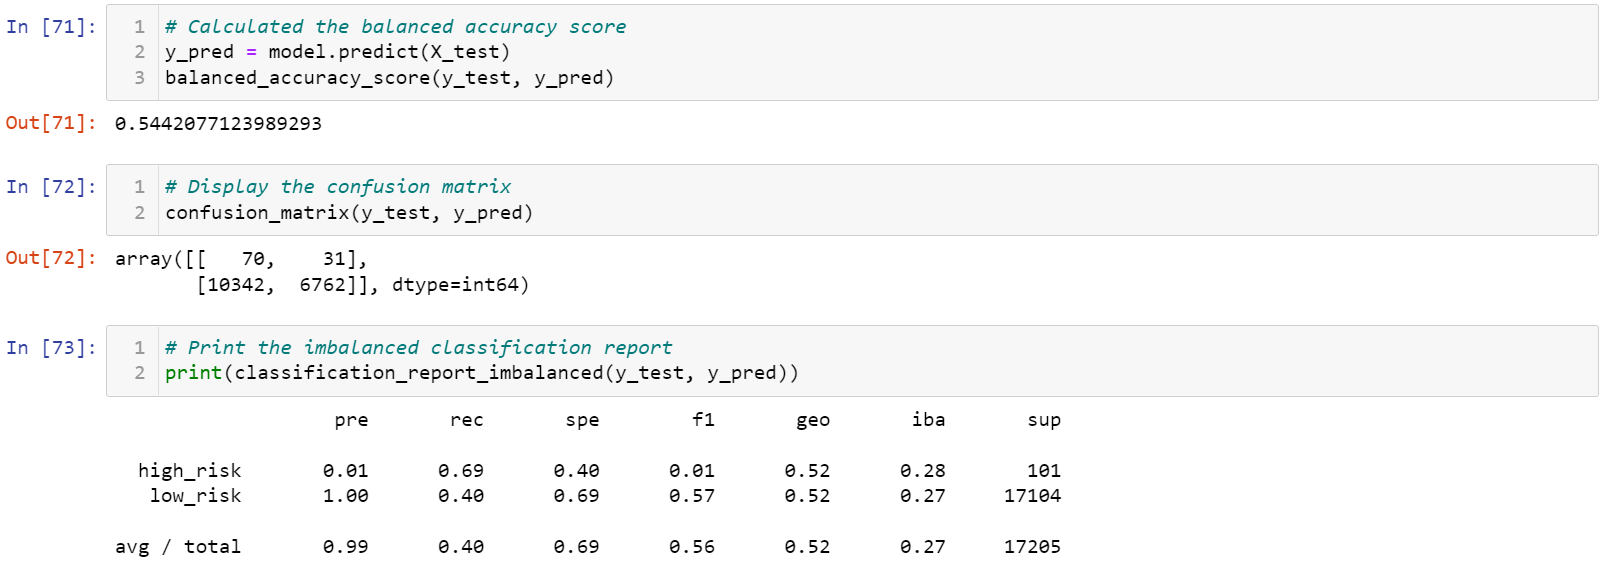 In [71]: 1 # Calculated the balanced accuracy score
2 y_pred = model.predict(X_test)
3 balanced_accuracy_score(y_test, y_pred)
Out[71]: 0.5442077123989293
In [72]: 1 # Display the confusion matrix
2 confusion_matrix(y_test, y_pred)
Out[72]: array([[   70,    31],
       [10342,  6762]], dtype=int64)
In [73]: 1 # Print the imbalanced classification report
2 print(classification_report_imbalanced(y_test, y_pred))
pre rec spe f1 geo iba sup
high_risk 0.01 0.69 0.40 0.01 0.52 0.28 101
low_risk 1.00 0.40 0.69 0.57 0.52 0.27 17104
avg / total 0.99 0.40 0.69 0.56 0.52 0.27 17205